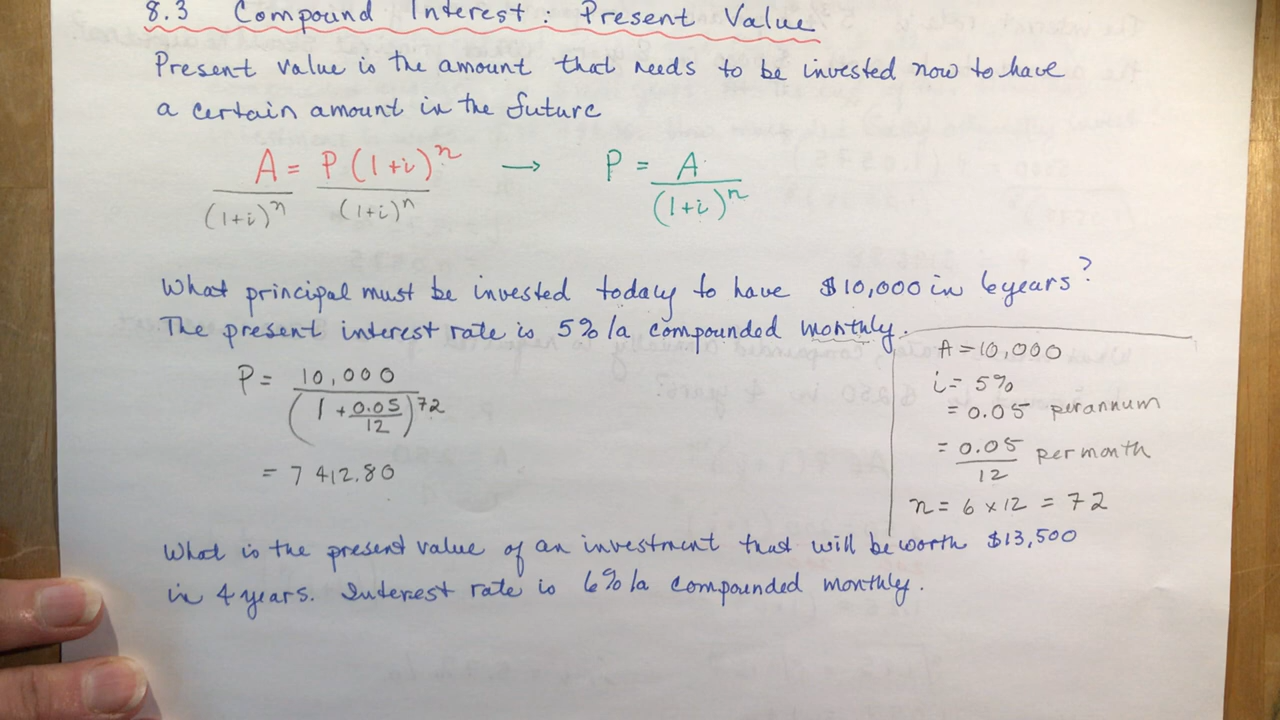 8.3 Compound Interest : Present Value
Present value is the amount that needs to be invested now to have
a certain amount in the future
A = P (1+i)^n → P = A
(1+i)^n (1+i)^n (1+i)^n
What principal must be invested today to have $10,000 in 6 years?
The present interest rate is 5%/a compounded monthly.
P = 10,000
(1 + 0.05/12)^72
= 7 412.80
A = 10,000
i = 5%
= 0.05 per annum
= 0.05 per month
12
n = 6 × 12 = 72
What is the present value of an investment that will be worth $13,500
in 4 years. Interest rate is 6%/a compounded monthly.